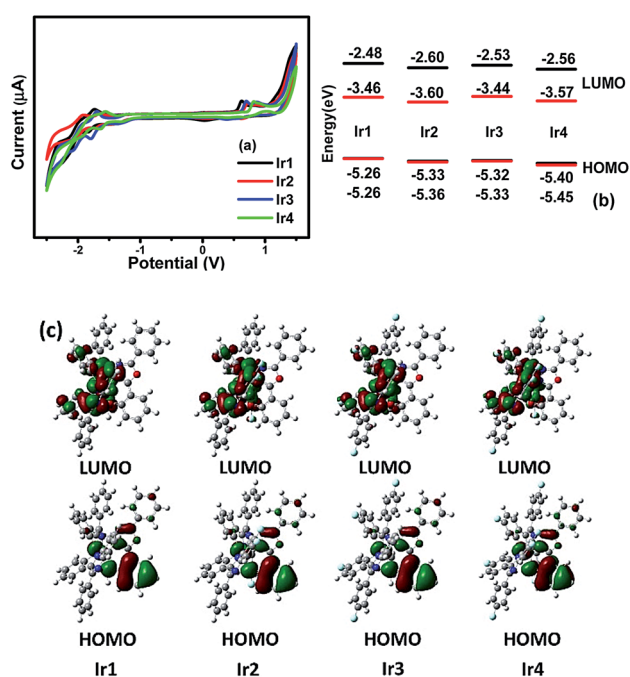 Current (μA)
(a)
Ir1
Ir2
Ir3
Ir4
-2 -1 0 1
Potential (V)
Energy(eV)
-2.48 -2.60 -2.53 -2.56
LUMO
-3.46 -3.60 -3.44 -3.57
Ir1 Ir2 Ir3 Ir4
HOMO
-5.26 -5.33 -5.32 -5.40
-5.26 -5.36 -5.33 -5.45
(b)
(c)
LUMO LUMO LUMO LUMO
HOMO HOMO HOMO HOMO
Ir1 Ir2 Ir3 Ir4